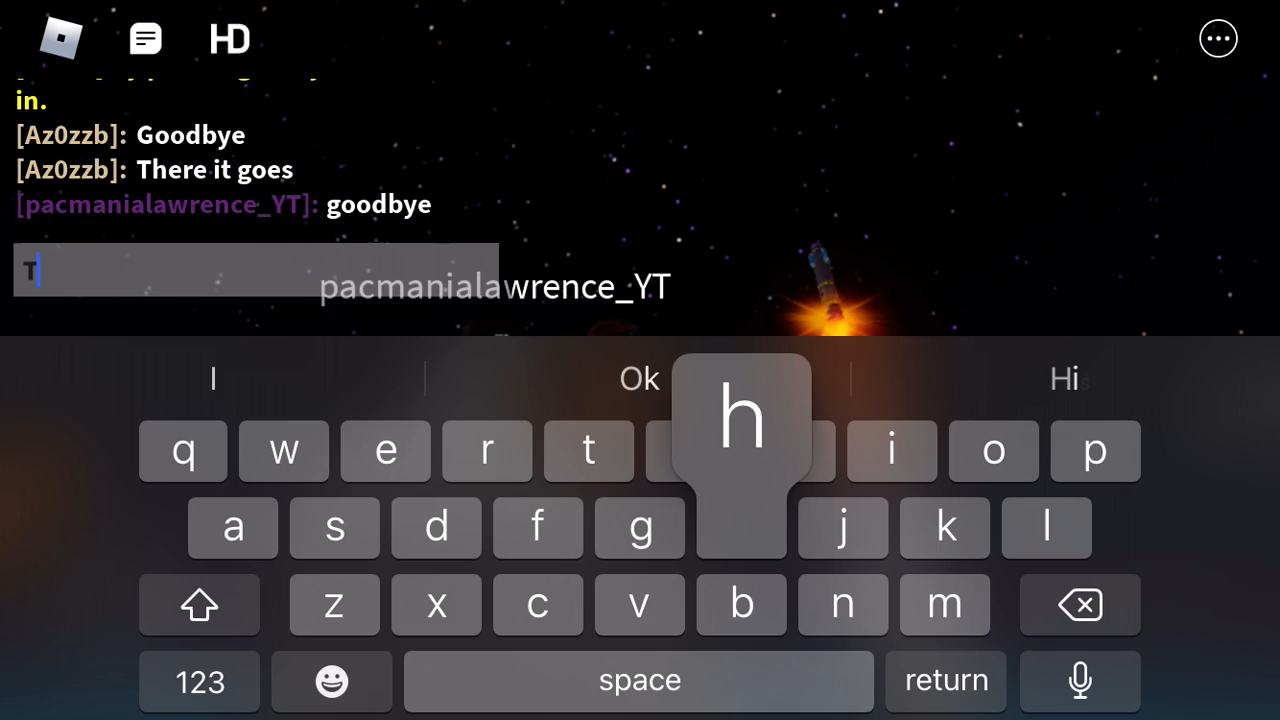 HD
in.
[Az0zzb]: Goodbye
[Az0zzb]: There it goes
[pacmanialawrence_YT]: goodbye
T
pacmanialawrence_YT
I Ok Hi
h
q w e r t i o p
a s d f g j k l
z x c v b n m
123 space return